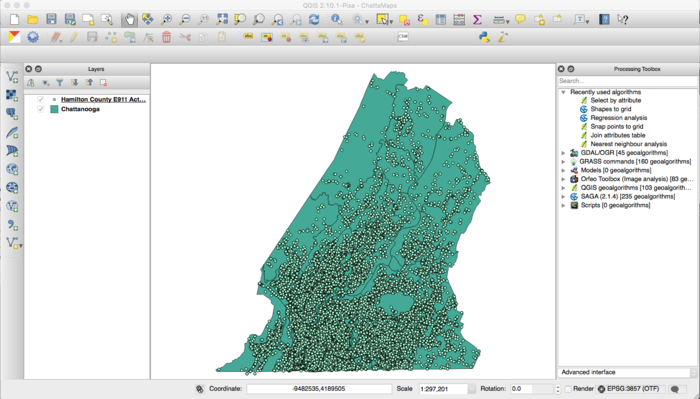 QGIS 2.10.1-Pisa - ChattaMaps
CSW
Layers
Processing Toolbox
Search...
Hamilton County E911 Act...
Chattanooga
Recently used algorithms
Select by attribute
Shapes to grid
Regression analysis
Snap points to grid
Join attributes table
Nearest neighbour analysis
GDAL/OGR [45 geoalgorithms]
GRASS commands [160 geoalgorithms]
Models [0 geoalgorithms]
Orfeo Toolbox (Image analysis) [83 ge...
QGIS geoalgorithms [103 geoalgorith...
SAGA (2.1.4) [235 geoalgorithms]
Scripts [0 geoalgorithms]
Advanced interface
Coordinate: -9482535,4189505 Scale 1:297,201 Rotation: 0.0 Render EPSG:3857 (OTF)